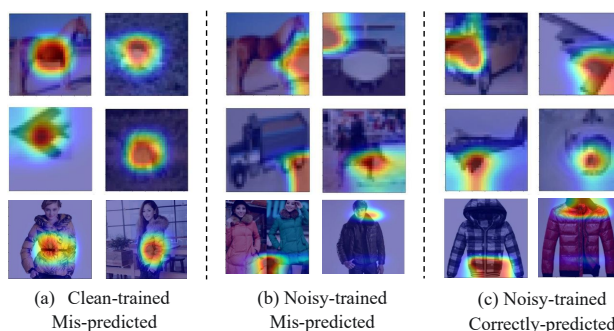 (a) Clean-trained
Mis-predicted
(b) Noisy-trained
Mis-predicted
(c) Noisy-trained
Correctly-predicted